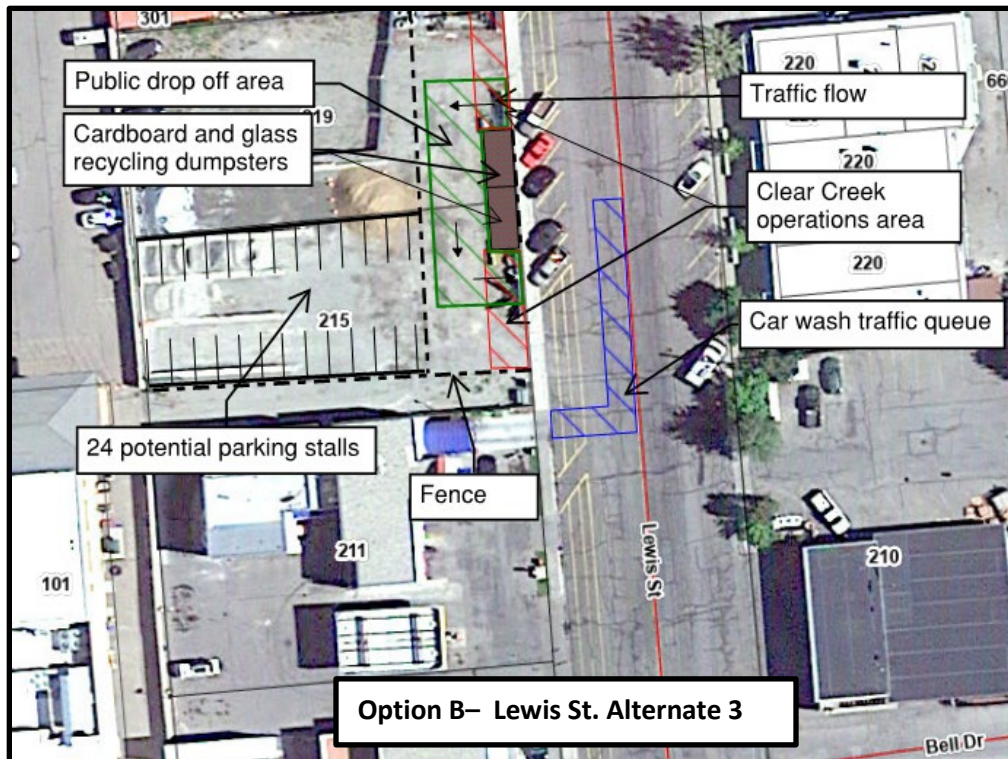 301
Public drop off area
219
Cardboard and glass
recycling dumpsters
24 potential parking stalls
215
Fence
Traffic flow
Clear Creek
operations area
Car wash traffic queue
220
220
220
220
220
211
101
210
Lewis St
Bell Dr
Option B– Lewis St. Alternate 3